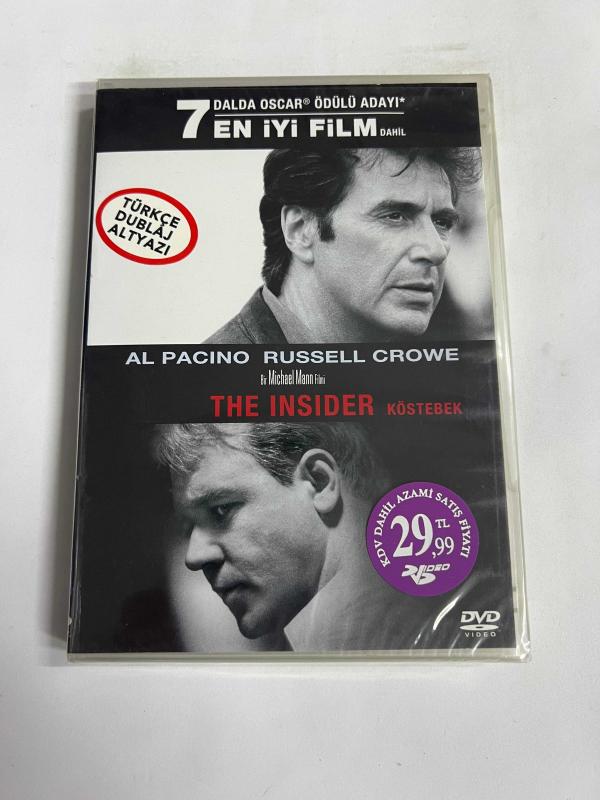 7 DALDA OSCAR® ÖDÜLÜ ADAYI*
EN İYİ FİLM DAHİL
TÜRKÇE
DUBLAJ
ALTYAZI
AL PACINO RUSSELL CROWE
Bir Michael Mann Filmi
THE INSIDER KÖSTEBEK
KDV DAHİL AZAMİ SATIŞ FİYATI
29,99 TL
VIDEO
DVD
VIDEO